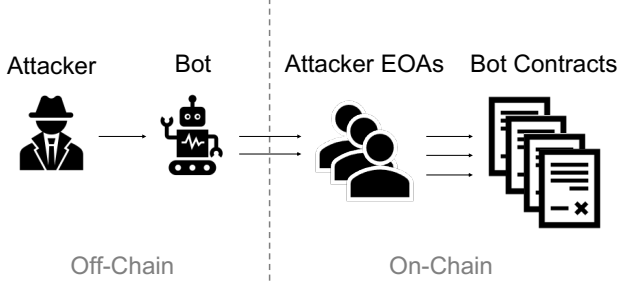 Attacker
Bot
Attacker EOAs
Bot Contracts
Off-Chain
On-Chain